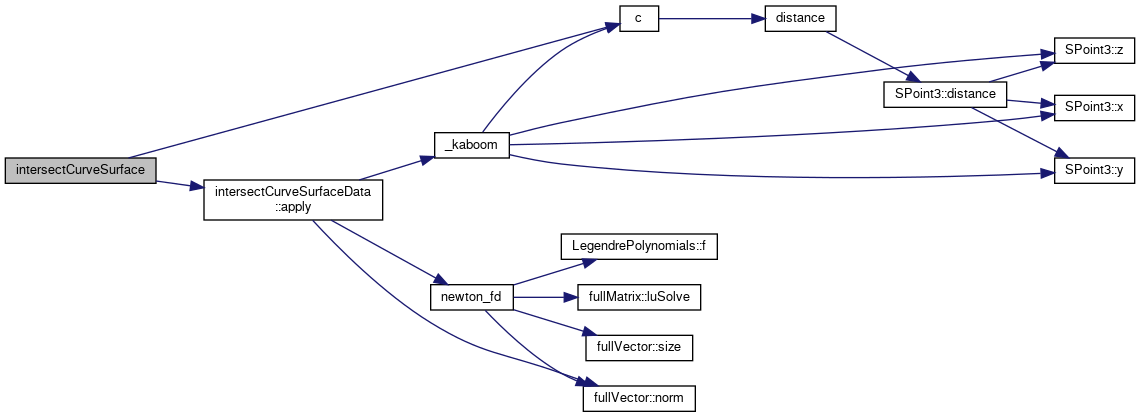 intersectCurveSurface
intersectCurveSurfaceData
::apply
_kaboom
c
distance
SPoint3::distance
SPoint3::z
SPoint3::x
SPoint3::y
newton_fd
LegendrePolynomials::f
fullMatrix::luSolve
fullVector::size
fullVector::norm